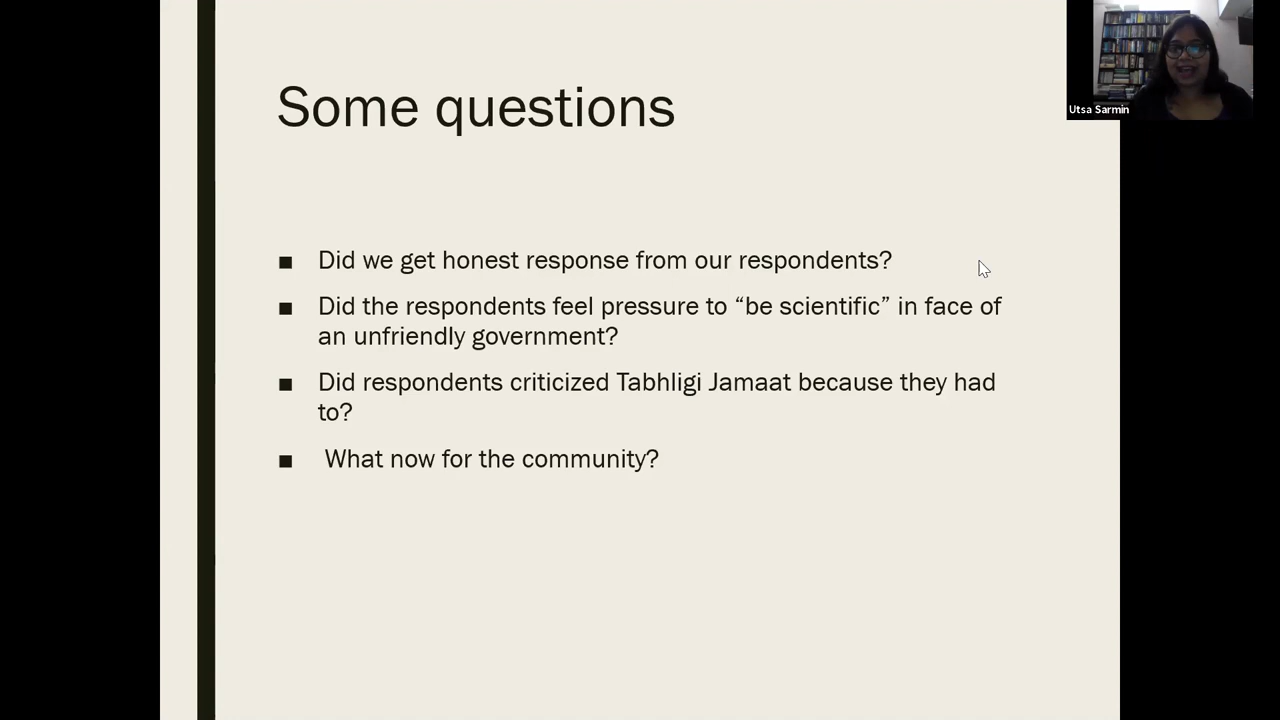 Some questions
Utsa Sarmin
■ Did we get honest response from our respondents?
■ Did the respondents feel pressure to “be scientific” in face of
an unfriendly government?
■ Did respondents criticized Tabhligi Jamaat because they had
to?
■ What now for the community?